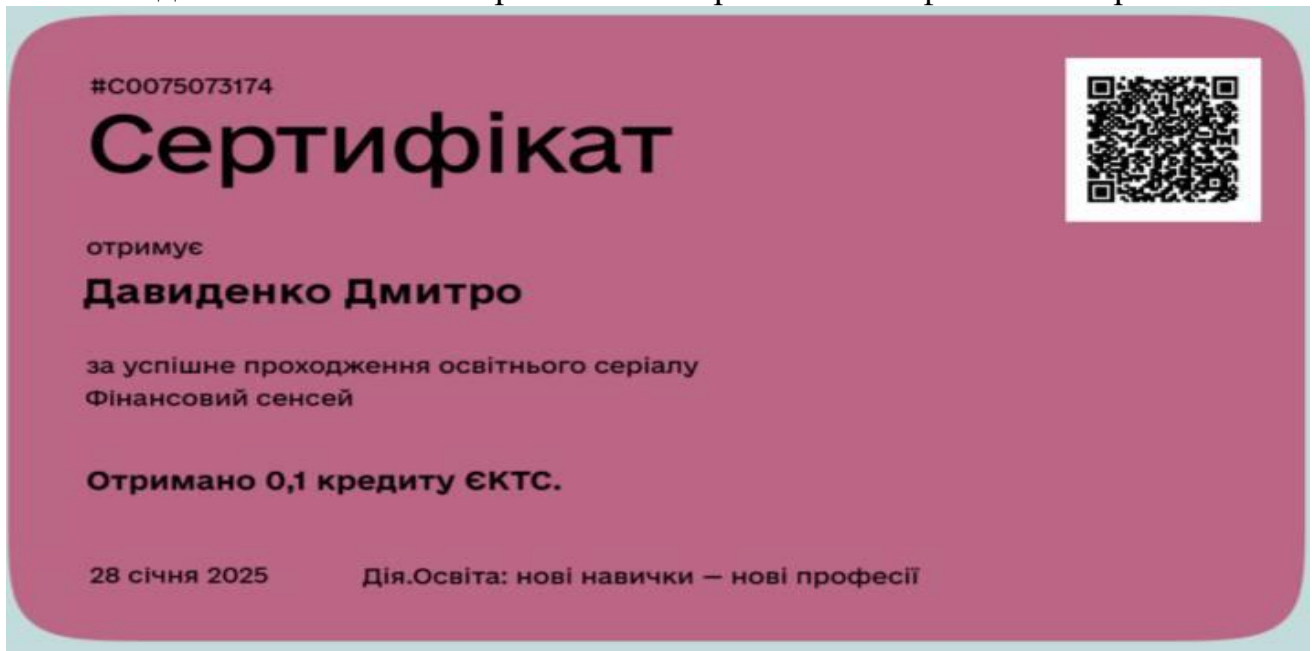 #C0075073174
Сертифікат
отримує
Давиденко Дмитро
за успішне проходження освітнього серіалу
Фінансовий сенсей
Отримано 0,1 кредиту ЄКТС.
28 січня 2025 Дія.Освіта: нові навички — нові професії